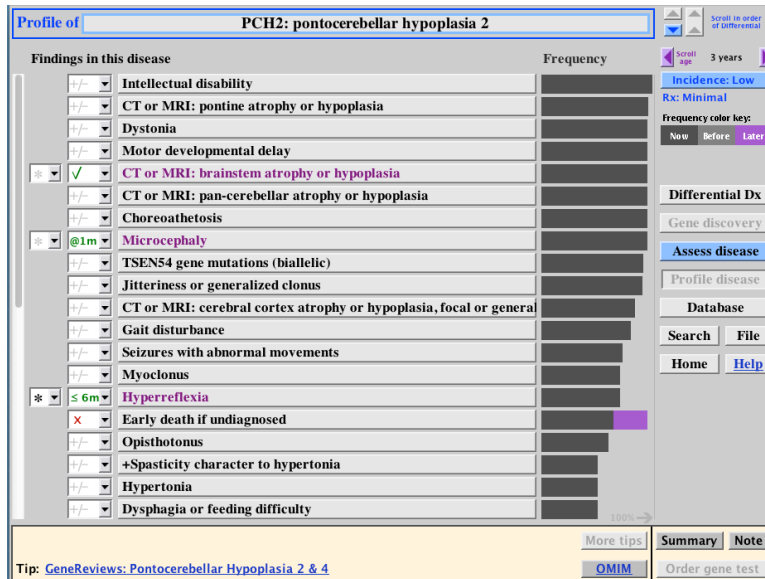 Profile of PCH2: pontocerebellar hypoplasia 2
Scroll in order
of Differential
Findings in this disease Frequency
Scroll
age 3 years
Incidence: Low
Rx: Minimal
Frequency color key:
Now Before Later
+/- Intellectual disability
+/- CT or MRI: pontine atrophy or hypoplasia
+/- Dystonia
+/- Motor developmental delay
* √ CT or MRI: brainstem atrophy or hypoplasia
+/- CT or MRI: pan-cerebellar atrophy or hypoplasia
+/- Choreoathetosis
* @1m Microcephaly
+/- TSEN54 gene mutations (biallelic)
+/- Jitteriness or generalized clonus
+/- CT or MRI: cerebral cortex atrophy or hypoplasia, focal or general
+/- Gait disturbance
+/- Seizures with abnormal movements
+/- Myoclonus
* ≤ 6m Hyperreflexia
X Early death if undiagnosed
+/- Opisthotonus
+/- +Spasticity character to hypertonia
+/- Hypertonia
+/- Dysphagia or feeding difficulty
100%
Differential Dx
Gene discovery
Assess disease
Profile disease
Database
Search File
Home Help
More tips Summary Note
Tip: GeneReviews: Pontocerebellar Hypoplasia 2 & 4 OMIM Order gene test